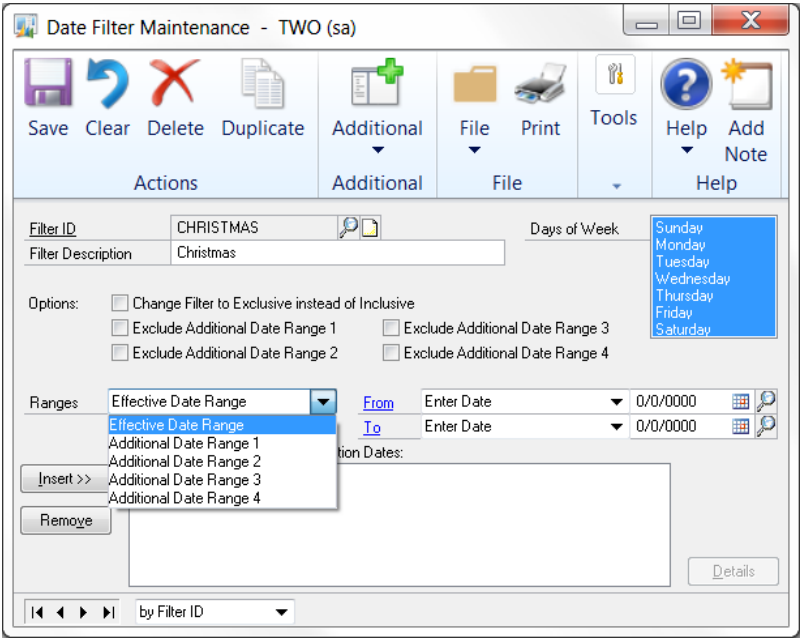 Date Filter Maintenance - TWO (sa)
Save Clear Delete Duplicate Additional File Print Tools Help Add Note
Actions Additional File Help
Filter ID CHRISTMAS Days of Week
Filter Description Christmas
Sunday
Monday
Tuesday
Wednesday
Thursday
Friday
Saturday
Options: Change Filter to Exclusive instead of Inclusive
Exclude Additional Date Range 1 Exclude Additional Date Range 3
Exclude Additional Date Range 2 Exclude Additional Date Range 4
Ranges Effective Date Range From Enter Date 0/0/0000
To Enter Date 0/0/0000
Effective Date Range
Additional Date Range 1
Additional Date Range 2
Additional Date Range 3
Additional Date Range 4
tion Dates:
Insert >>
Remove
Details
by Filter ID